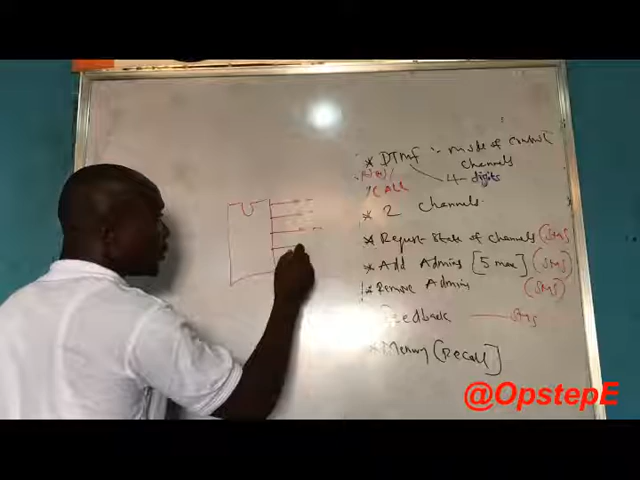 * DTMF :- mode of control
channels
/CALL
4 digits
* 2 channels
* Request State of channels (SMS)
* Add Admins [5 max] (SMS)
* Remove Admin (SMS)
Feedback — SMS
* Memory (Recall]
@OpstepE